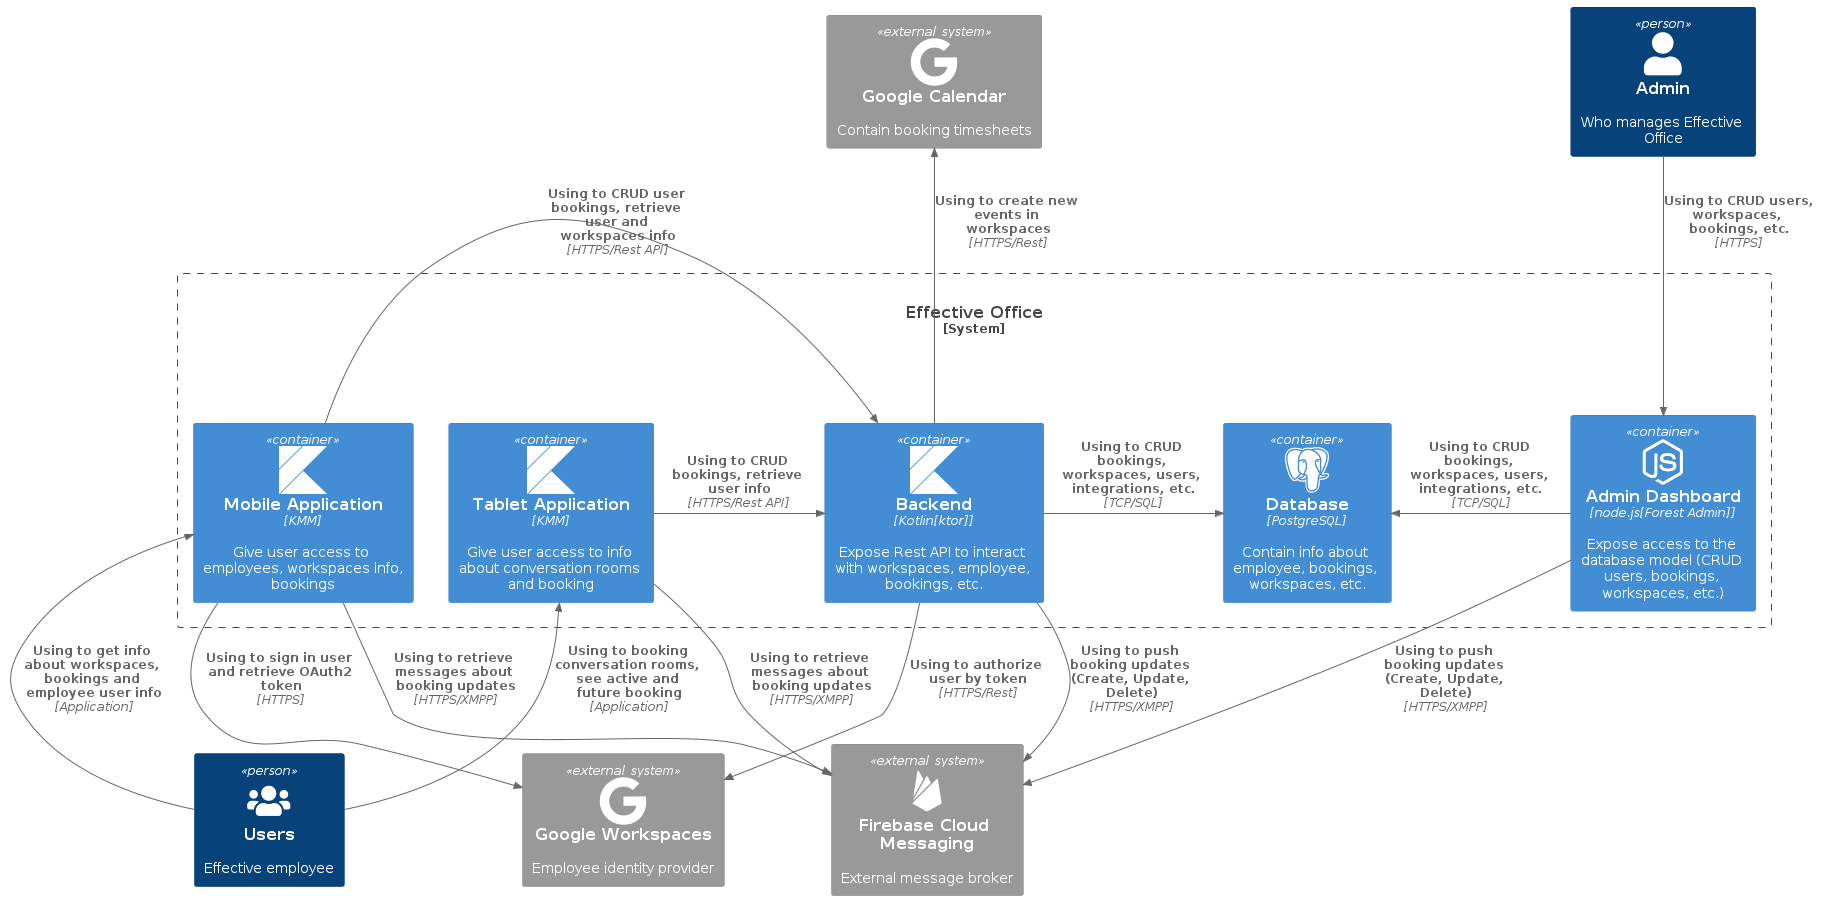 «external_system»
Google Calendar
Contain booking timesheets
«person»
Admin
Who manages Effective
Office
Using to CRUD user
bookings, retrieve
user and
workspaces info
[HTTPS/Rest API]
Using to create new
events in
workspaces
[HTTPS/Rest]
Using to CRUD users,
workspaces,
bookings, etc.
[HTTPS]
Effective Office
[System]
«container»
Mobile Application
[KMM]
Give user access to
employees, workspaces info,
bookings
«container»
Tablet Application
[KMM]
Give user access to info
about conversation rooms
and booking
Using to CRUD
bookings, retrieve
user info
[HTTPS/Rest API]
«container»
Backend
[Kotlin[ktor]]
Expose Rest API to interact
with workspaces, employee,
bookings, etc.
Using to CRUD
bookings,
workspaces, users,
integrations, etc.
[TCP/SQL]
«container»
Database
[PostgreSQL]
Contain info about
employee, bookings,
workspaces, etc.
Using to CRUD
bookings,
workspaces, users,
integrations, etc.
[TCP/SQL]
«container»
JS
Admin Dashboard
[node.js[Forest Admin]]
Expose access to the
database model (CRUD
users, bookings,
workspaces, etc.)
Using to get info
about workspaces,
bookings and
employee user info
[Application]
Using to sign in user
and retrieve OAuth2
token
[HTTPS]
Using to retrieve
messages about
booking updates
[HTTPS/XMPP]
Using to booking
conversation rooms,
see active and
future booking
[Application]
Using to retrieve
messages about
booking updates
[HTTPS/XMPP]
Using to authorize
user by token
[HTTPS/Rest]
Using to push
booking updates
(Create, Update,
Delete)
[HTTPS/XMPP]
Using to push
booking updates
(Create, Update,
Delete)
[HTTPS/XMPP]
«person»
Users
Effective employee
«external_system»
Google Workspaces
Employee identity provider
«external_system»
Firebase Cloud
Messaging
External message broker